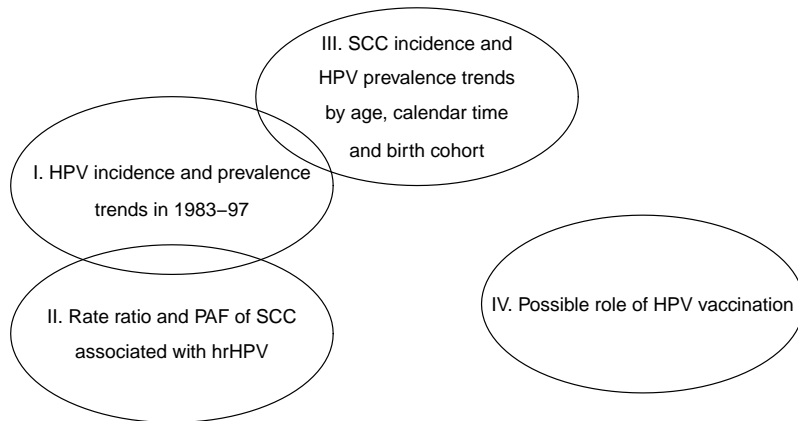 III. SCC incidence and
HPV prevalence trends
by age, calendar time
and birth cohort
I. HPV incidence and prevalence
trends in 1983–97
II. Rate ratio and PAF of SCC
associated with hrHPV
IV. Possible role of HPV vaccination